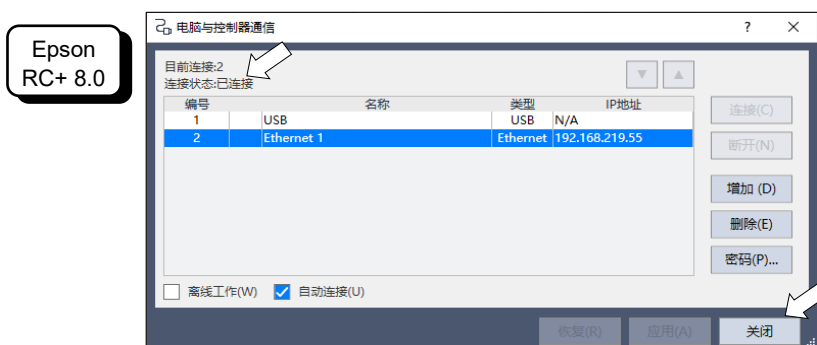 Epson
RC+ 8.0
电脑与控制器通信 ? ×
目前连接:2
连接状态:已连接
编号 名称 类型 IP地址
1 USB USB N/A
2 Ethernet 1 Ethernet 192.168.219.55
连接(C)
断开(N)
增加 (D)
删除(E)
密码(P)...
离线工作(W) 自动连接(U)
恢复(R) 应用(A) 关闭